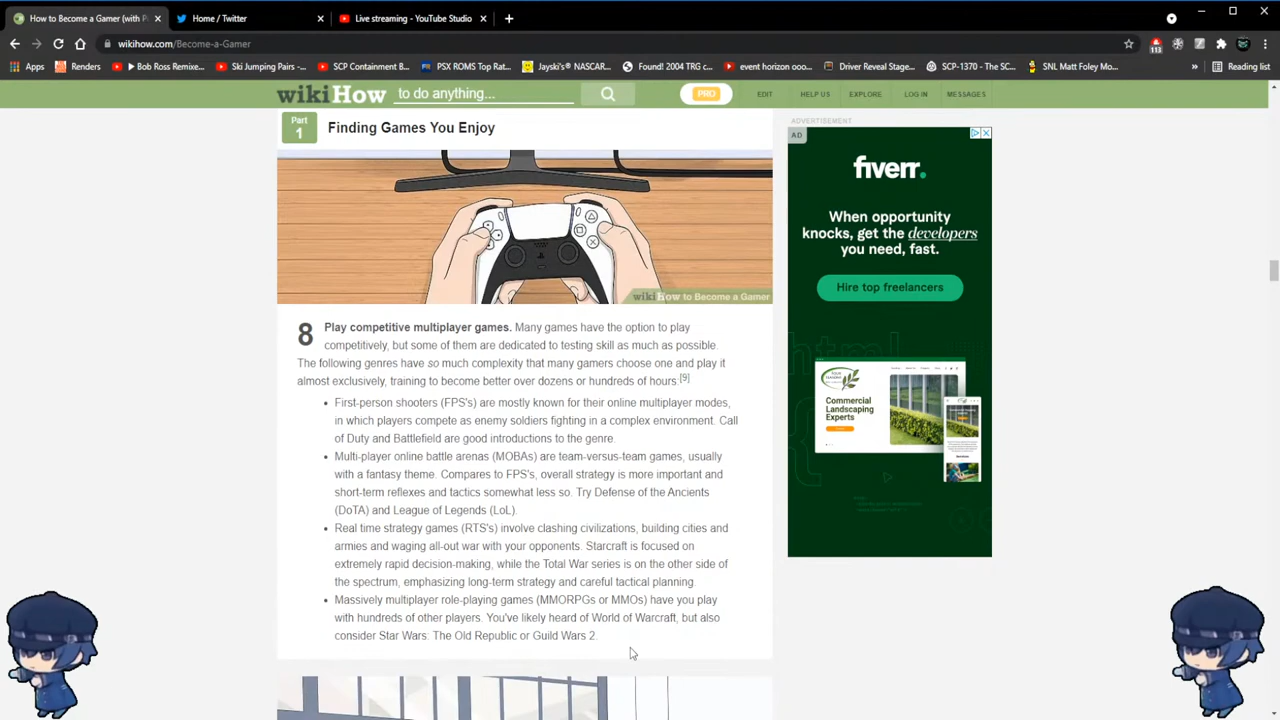 How to Become a Gamer (with P
Home / Twitter
Live streaming - YouTube Studio
wikihow.com/Become-a-Gamer
113
Apps
Renders
Bob Ross Remixe...
Ski Jumping Pairs -...
SCP Containment B...
PSX ROMS Top Rat...
Jayski's® NASCAR...
Found! 2004 TRG c...
event horizon ooo...
Driver Reveal Stage...
SCP-1370 - The SC...
SNL Matt Foley Mo...
»
Reading list
wikiHow to do anything...
PRO
EDIT
HELP US
EXPLORE
LOG IN
MESSAGES
Part
1
Finding Games You Enjoy
wikiHow to Become a Gamer
8 Play competitive multiplayer games. Many games have the option to play
competitively, but some of them are dedicated to testing skill as much as possible.
The following genres have so much complexity that many gamers choose one and play it
almost exclusively, training to become better over dozens or hundreds of hours.[9]
• First-person shooters (FPS's) are mostly known for their online multiplayer modes,
in which players compete as enemy soldiers fighting in a complex environment. Call
of Duty and Battlefield are good introductions to the genre.
• Multi-player online battle arenas (MOBAs) are team-versus-team games, usually
with a fantasy theme. Compares to FPS's, overall strategy is more important and
short-term reflexes and tactics somewhat less so. Try Defense of the Ancients
(DoTA) and League of Legends (LoL).
• Real time strategy games (RTS's) involve clashing civilizations, building cities and
armies and waging all-out war with your opponents. Starcraft is focused on
extremely rapid decision-making, while the Total War series is on the other side of
the spectrum, emphasizing long-term strategy and careful tactical planning.
• Massively multiplayer role-playing games (MMORPGs or MMOs) have you play
with hundreds of other players. You've likely heard of World of Warcraft, but also
consider Star Wars: The Old Republic or Guild Wars 2.
ADVERTISEMENT
AD
fiverr.
When opportunity
knocks, get the developers
you need, fast.
Hire top freelancers
Commercial
Landscaping
Experts